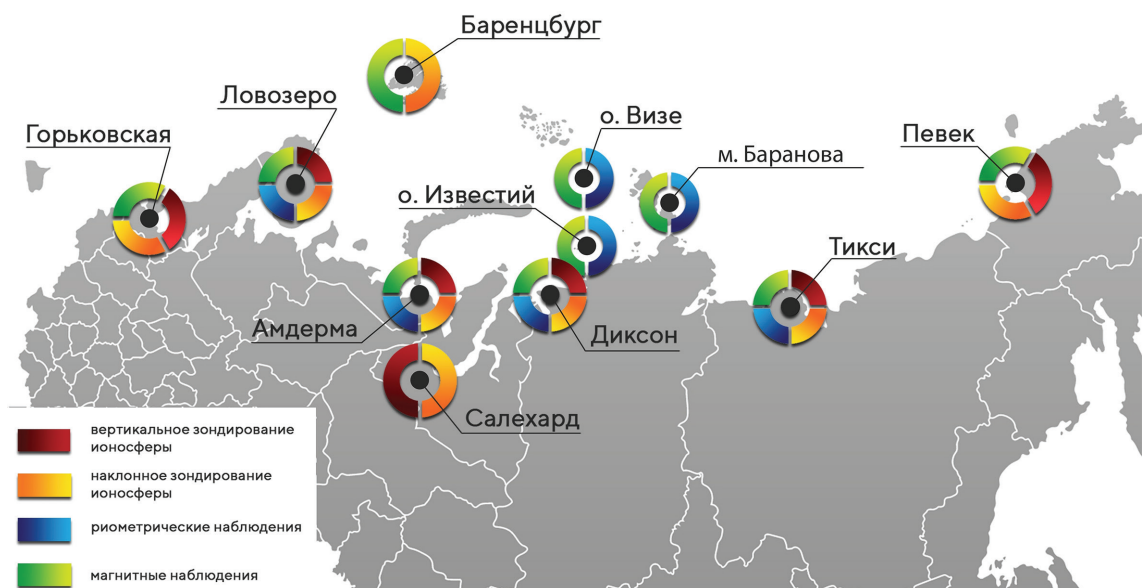 Баренцбург
Ловозеро
Горьковская
о. Визе
м. Баранова
Певек
о. Известий
Тикси
Амдерма
Диксон
Салехард
вертикальное зондирование
ионосферы
наклонное зондирование
ионосферы
риометрические наблюдения
магнитные наблюдения